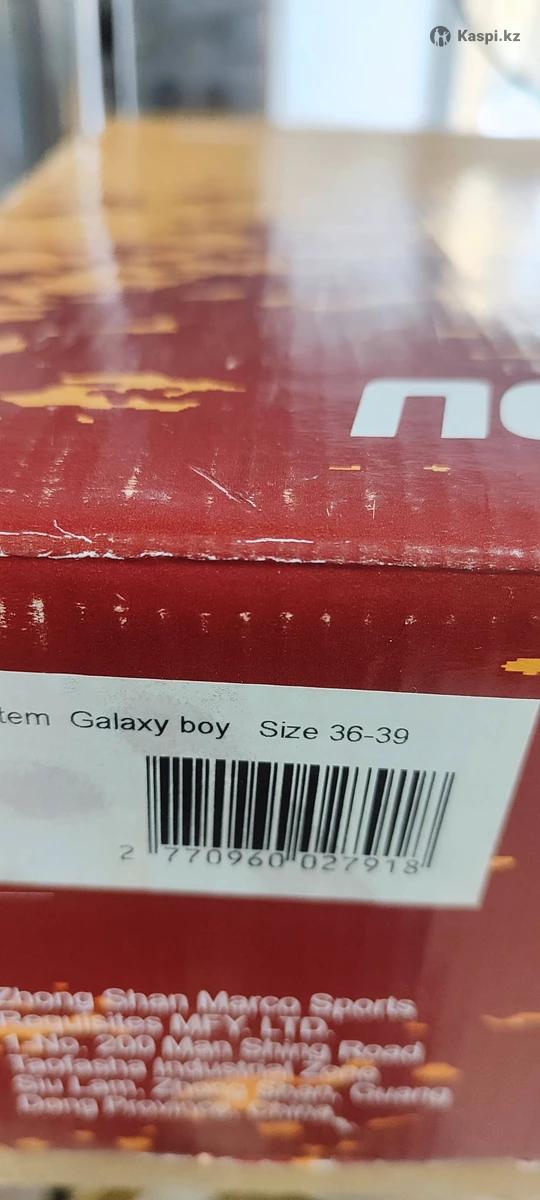 Kaspi.kz
no
tem Galaxy boy Size 36-39
2 770960 027918
Zhong Shan Marco Sports
Requisites MFY. LTD.
No. 200 Man Shing Road
Taofasha Industrial Zone
Siu Lam, Zhong Shan, Guang
Dong Province, China